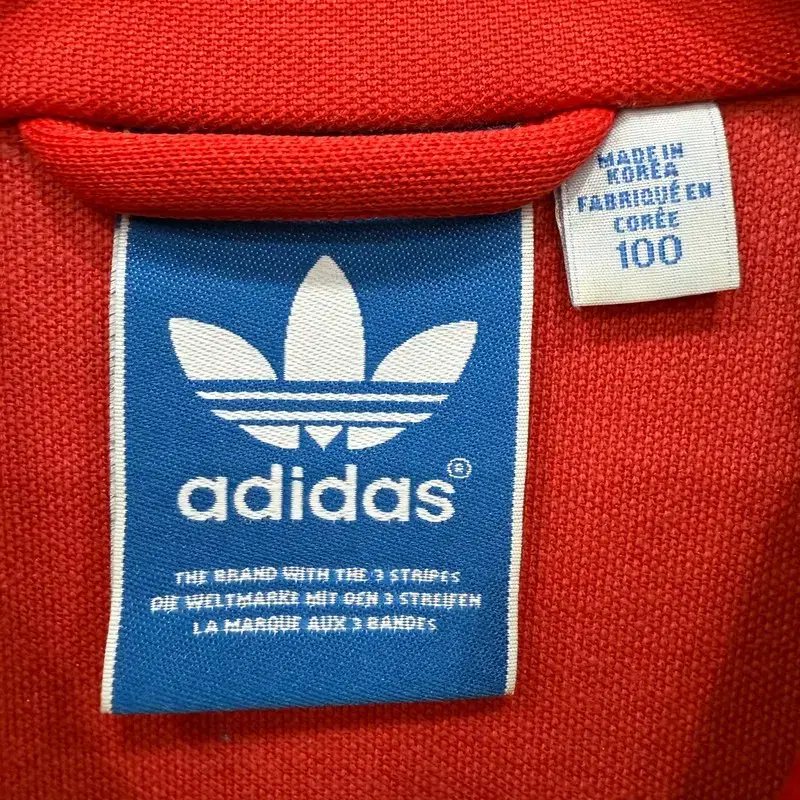 MADE IN
KOREA
FABRIQUÉ EN
CORÉE
100
adidas®
THE BRAND WITH THE 3 STRIPES
DIE WELTMARKE MIT DEN 3 STREIFEN
LA MARQUE AUX 3 BANDES